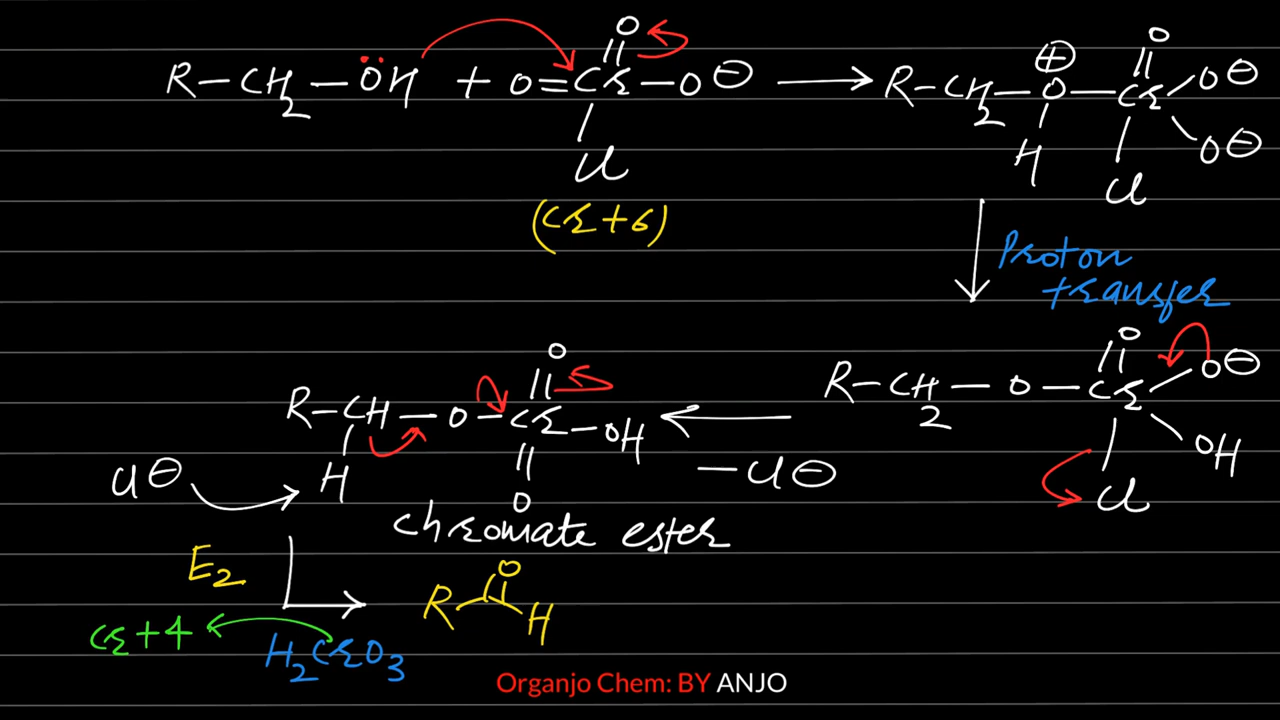 R–CH2–ÖH + O=Cr(=O)(Cl)–O⊖ → R–CH2–O⊕(H)–Cr(=O)(Cl)(O⊖)–O⊖
(Cr+6)
Proton
transfer
R–CH2–O–Cr(=O)(Cl)(O⊖)–OH
–Cl⊖
R–CH(H)–O–Cr(=O)(=O)–OH
Cl⊖
chromate ester
E2
R O H
Cr+4
H2CrO3
Organjo Chem: BY ANJO